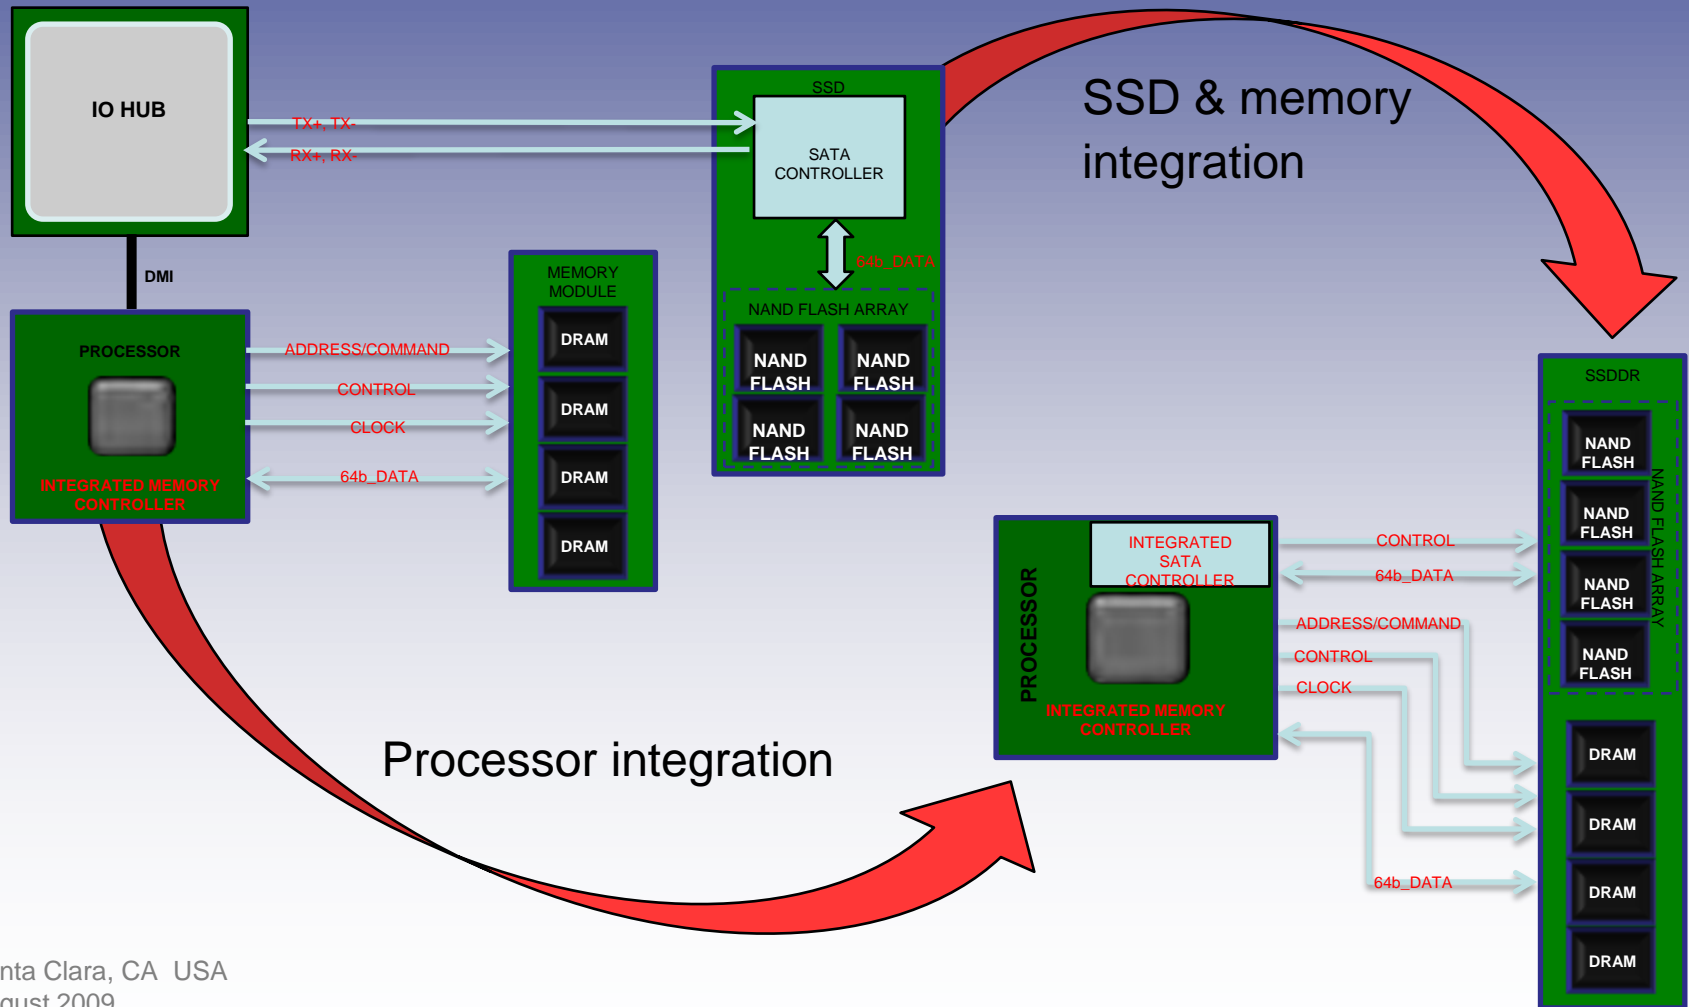 IO HUB
TX+, TX-
RX+, RX-
DMI
PROCESSOR
INTEGRATED MEMORY
CONTROLLER
ADDRESS/COMMAND
CONTROL
CLOCK
64b_DATA
MEMORY
MODULE
DRAM
DRAM
DRAM
DRAM
SSD
SATA
CONTROLLER
64b_DATA
NAND FLASH ARRAY
NAND
FLASH
NAND
FLASH
NAND
FLASH
NAND
FLASH
SSD & memory
integration
Processor integration
PROCESSOR
INTEGRATED
SATA
CONTROLLER
INTEGRATED MEMORY
CONTROLLER
CONTROL
64b_DATA
ADDRESS/COMMAND
CONTROL
CLOCK
64b_DATA
SSDDR
NAND
FLASH
NAND
FLASH
NAND
FLASH
NAND
FLASH
NAND FLASH ARRAY
DRAM
DRAM
DRAM
DRAM
nta Clara, CA USA
gust 2009